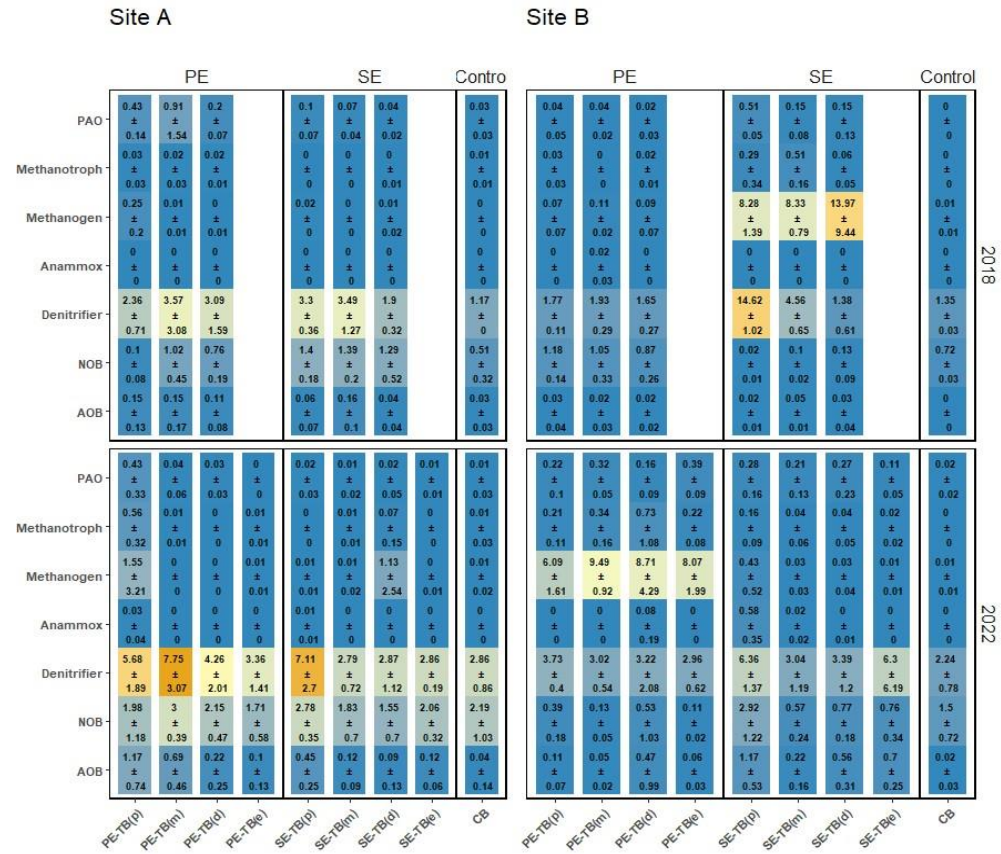 Site A Site B
PE SE Contro PE SE Control
PAO 0.43 ± 0.14 0.91 ± 1.54 0.2 ± 0.07 0.1 ± 0.07 0.07 ± 0.04 0.04 ± 0.02 0.03 ± 0.03 0.04 ± 0.05 0.04 ± 0.02 0.02 ± 0.03 0.51 ± 0.05 0.15 ± 0.08 0.15 ± 0.13 0 ± 0
Methanotroph 0.03 ± 0.03 0.02 ± 0.03 0.02 ± 0.01 0 ± 0 0 ± 0 0 ± 0.01 0.01 ± 0.01 0.03 ± 0.03 0 ± 0 0.02 ± 0.01 0.29 ± 0.34 0.51 ± 0.16 0.06 ± 0.05 0 ± 0
Methanogen 0.25 ± 0.2 0.01 ± 0.01 0 ± 0.01 0.02 ± 0 0 ± 0 0.01 ± 0.02 0 ± 0 0.07 ± 0.07 0.11 ± 0.02 0.09 ± 0.07 8.28 ± 1.39 8.33 ± 0.79 13.97 ± 9.44 0.01 ± 0.01
Anammox 0 ± 0 0 ± 0 0 ± 0 0 ± 0 0 ± 0 0 ± 0 0 ± 0 0 ± 0 0.02 ± 0.03 0 ± 0 0 ± 0 0 ± 0 0 ± 0 0 ± 0
2018
Denitrifier 2.36 ± 0.71 3.57 ± 3.08 3.09 ± 1.59 3.3 ± 0.36 3.49 ± 1.27 1.9 ± 0.32 1.17 ± 0 1.77 ± 0.11 1.93 ± 0.29 1.65 ± 0.27 14.62 ± 1.02 4.56 ± 0.65 1.38 ± 0.61 1.35 ± 0.03
NOB 0.1 ± 0.08 1.02 ± 0.45 0.76 ± 0.19 1.4 ± 0.18 1.39 ± 0.2 1.29 ± 0.52 0.51 ± 0.32 1.18 ± 0.14 1.05 ± 0.33 0.87 ± 0.26 0.02 ± 0.01 0.1 ± 0.02 0.13 ± 0.09 0.72 ± 0.03
AOB 0.15 ± 0.13 0.15 ± 0.17 0.11 ± 0.08 0.06 ± 0.07 0.16 ± 0.1 0.04 ± 0.04 0.03 ± 0.03 0.03 ± 0.04 0.02 ± 0.03 0.02 ± 0.02 0.02 ± 0.01 0.05 ± 0.01 0.03 ± 0.04 0 ± 0
PAO 0.43 ± 0.33 0.04 ± 0.06 0.03 ± 0.03 0 ± 0 0.02 ± 0.03 0.01 ± 0.02 0.02 ± 0.05 0.01 ± 0.01 0.01 ± 0.03 0.22 ± 0.1 0.32 ± 0.05 0.16 ± 0.09 0.39 ± 0.09 0.28 ± 0.16 0.21 ± 0.13 0.27 ± 0.23 0.11 ± 0.05 0.02 ± 0.02
Methanotroph 0.56 ± 0.32 0.01 ± 0.01 0 ± 0 0.01 ± 0.01 0 ± 0 0 ± 0 0.07 ± 0.15 0 ± 0 0.01 ± 0.03 0.21 ± 0.11 0.34 ± 0.16 0.73 ± 1.08 0.22 ± 0.08 0.16 ± 0.09 0.04 ± 0.06 0.04 ± 0.05 0.02 ± 0.02 0 ± 0
Methanogen 1.55 ± 3.21 0 ± 0 0 ± 0 0.01 ± 0.01 0.01 ± 0.01 0.01 ± 0.02 1.13 ± 2.54 0 ± 0 0.01 ± 0.02 6.09 ± 1.61 9.49 ± 0.92 8.71 ± 4.29 8.07 ± 1.99 0.43 ± 0.52 0.03 ± 0.03 0.03 ± 0.04 0.01 ± 0.01 0.01 ± 0.01
Anammox 0.03 ± 0.04 0 ± 0 0 ± 0 0 ± 0 0.01 ± 0.01 0 ± 0 0 ± 0 0 ± 0 0 ± 0 0 ± 0 0 ± 0 0.08 ± 0.19 0 ± 0 0.58 ± 0.35 0.02 ± 0.02 0 ± 0.01 0 ± 0 0 ± 0
2022
Denitrifier 5.68 ± 1.89 7.75 ± 3.07 4.26 ± 2.01 3.36 ± 1.41 7.11 ± 2.7 2.79 ± 0.72 2.87 ± 1.12 2.86 ± 0.19 2.86 ± 0.86 3.73 ± 0.4 3.02 ± 0.54 3.22 ± 2.08 2.96 ± 0.62 6.36 ± 1.37 3.04 ± 1.19 3.39 ± 1.2 6.3 ± 6.19 2.24 ± 0.78
NOB 1.98 ± 1.18 3 ± 0.39 2.15 ± 0.47 1.71 ± 0.58 2.78 ± 0.35 1.83 ± 0.7 1.55 ± 0.7 2.06 ± 0.32 2.19 ± 1.03 0.39 ± 0.18 0.13 ± 0.05 0.53 ± 1.03 0.11 ± 0.02 2.92 ± 1.22 0.57 ± 0.24 0.77 ± 0.18 0.76 ± 0.34 1.5 ± 0.72
AOB 1.17 ± 0.74 0.69 ± 0.46 0.22 ± 0.25 0.1 ± 0.13 0.45 ± 0.25 0.12 ± 0.09 0.09 ± 0.13 0.12 ± 0.06 0.04 ± 0.14 0.11 ± 0.07 0.05 ± 0.02 0.47 ± 0.99 0.06 ± 0.03 1.17 ± 0.53 0.22 ± 0.16 0.56 ± 0.31 0.7 ± 0.25 0.02 ± 0.03
PE-TB(p) PE-TB(m) PE-TB(d) PE-TB(e) SE-TB(p) SE-TB(m) SE-TB(d) SE-TB(e) CB PE-TB(p) PE-TB(m) PE-TB(d) PE-TB(e) SE-TB(p) SE-TB(m) SE-TB(d) SE-TB(e) CB